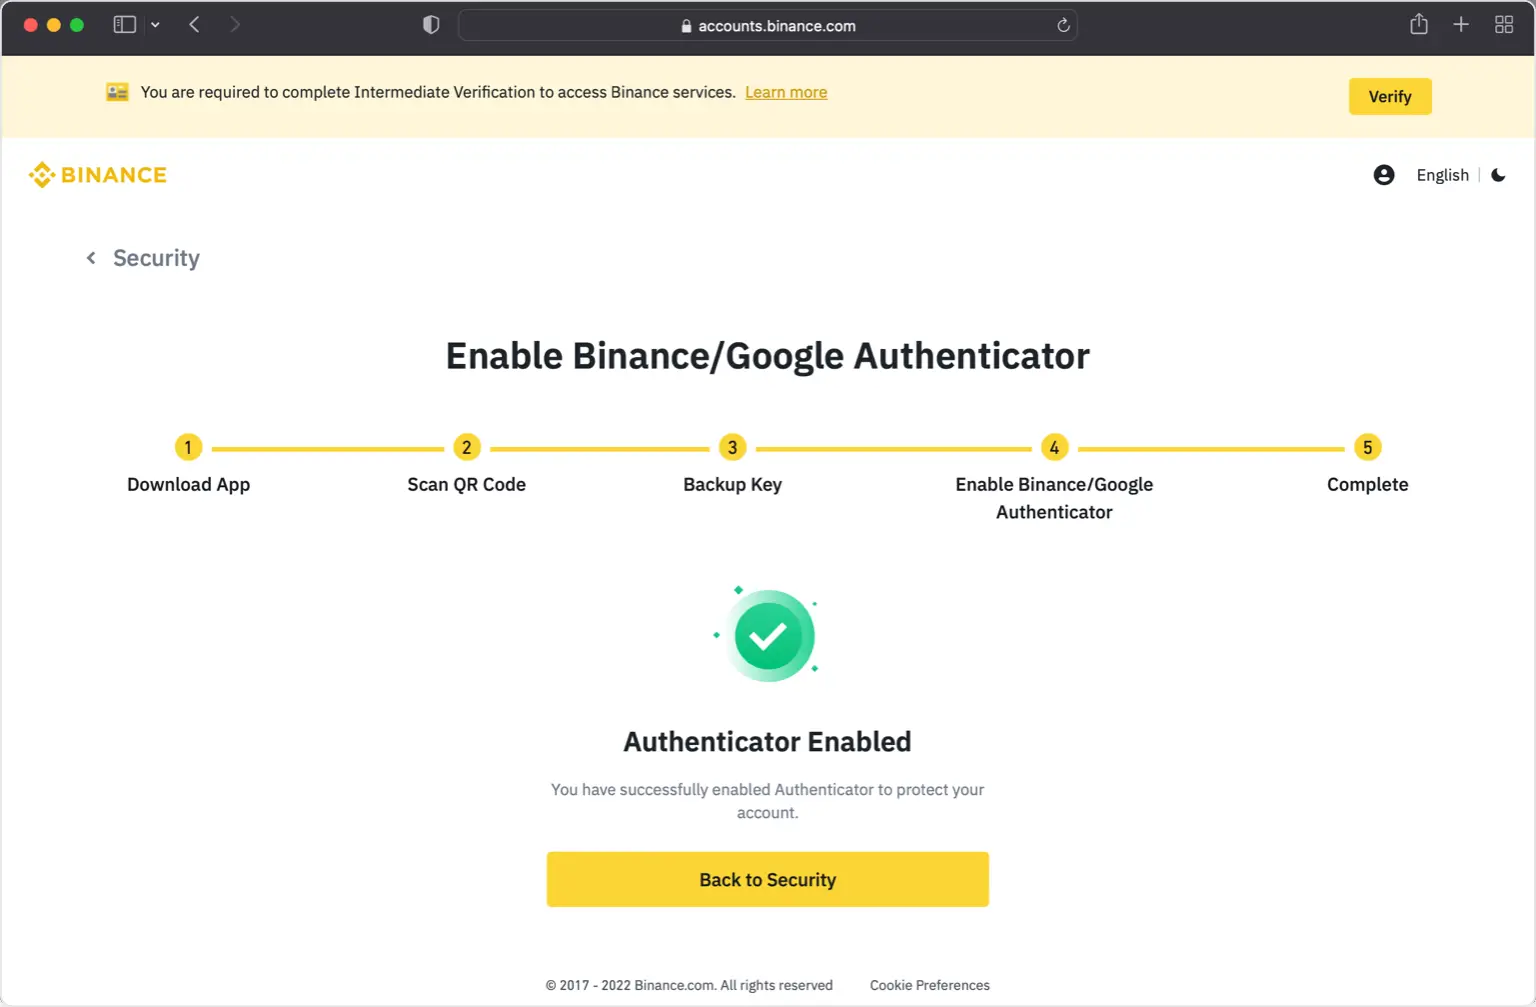 accounts.binance.com
You are required to complete Intermediate Verification to access Binance services. Learn more
Verify
BINANCE
English
Security
Enable Binance/Google Authenticator
1 2 3 4 5
Download App Scan QR Code Backup Key Enable Binance/Google Complete
Authenticator
Authenticator Enabled
You have successfully enabled Authenticator to protect your
account.
Back to Security
© 2017 - 2022 Binance.com. All rights reserved Cookie Preferences